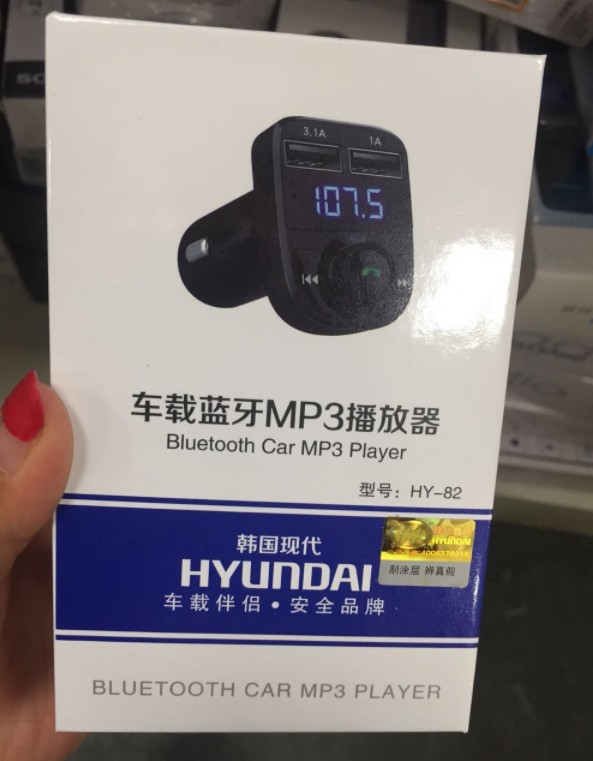 3.1A
1A
107.5
车载蓝牙MP3播放器
Bluetooth Car MP3 Player
型号：HY-82
韩国现代
HYUNDAI
HYUNDAI
刮涂层 辨真假
车载伴侣·安全品牌
BLUETOOTH CAR MP3 PLAYER